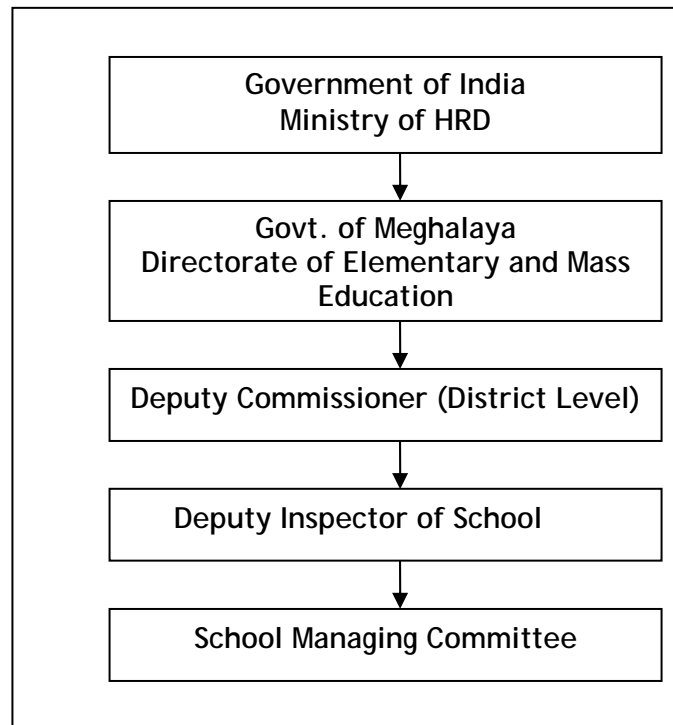 Government of India
Ministry of HRD
Govt. of Meghalaya
Directorate of Elementary and Mass
Education
Deputy Commissioner (District Level)
Deputy Inspector of School
School Managing Committee